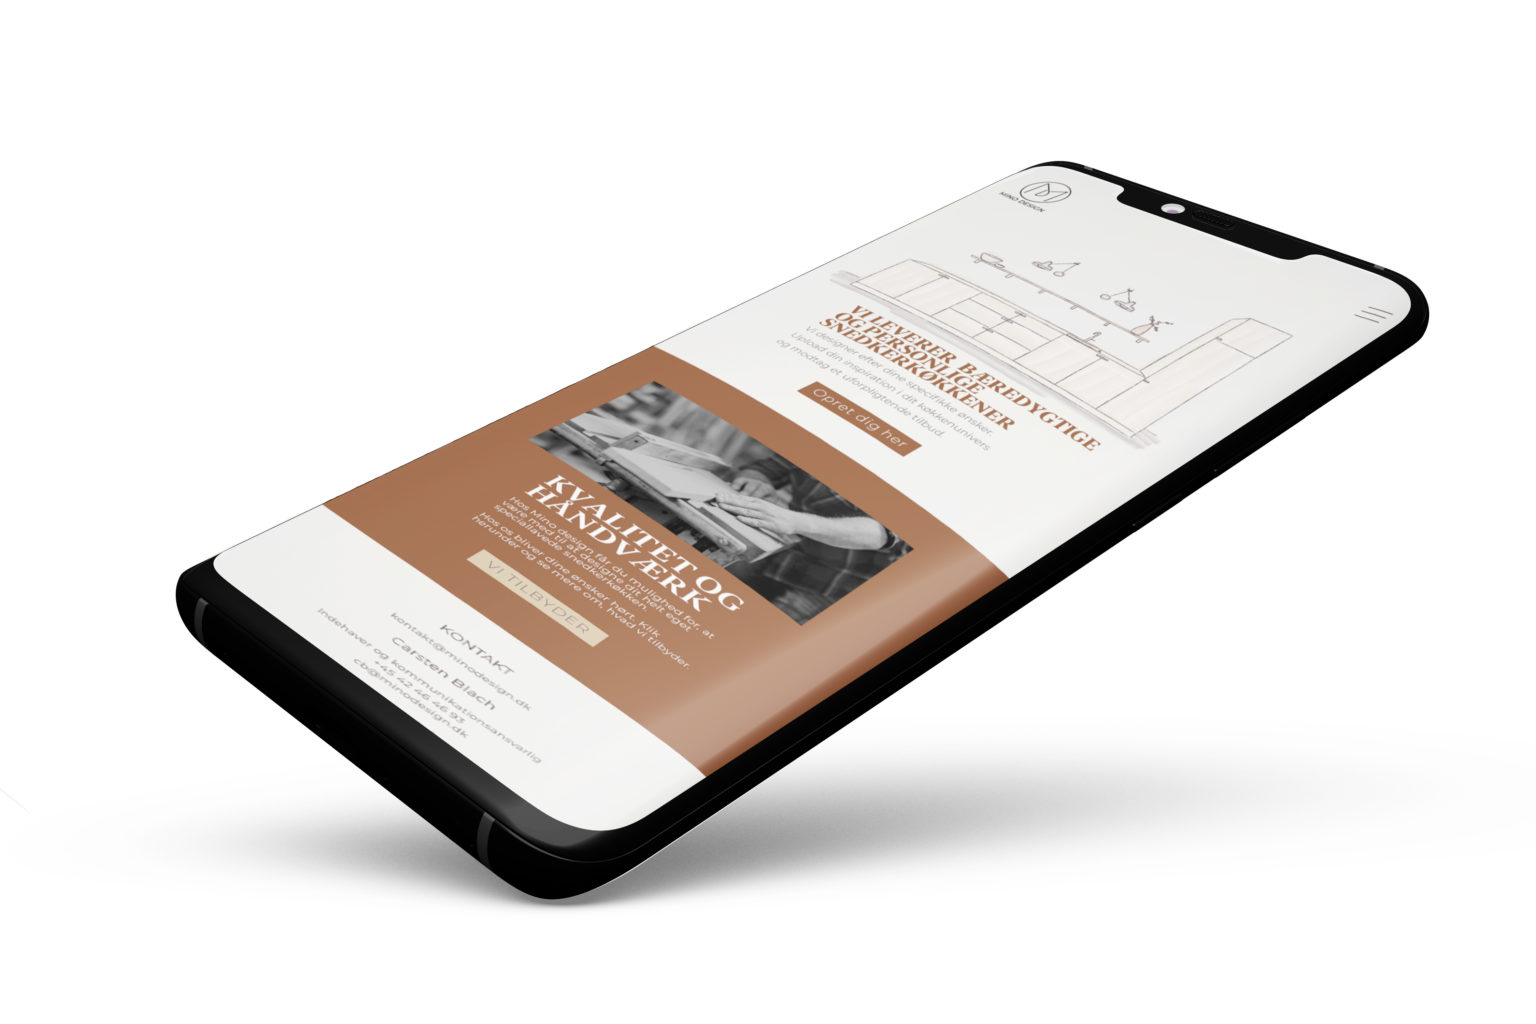 MINO DESIGN
VI LEVERER BÆREDYGTIGE
OG PERSONLIGE
SNEDKERKØKKENER
Vi designer efter dine specifikke ønsker.
Upload din inspiration i dit køkkenunivers
og modtag et uforpligtende tilbud.
Opret dig her
KVALITET OG
HÅNDVÆRK
Hos Mino design får du mulighed for, at
være med til at designe dit helt eget
speciallavede snedkerkøkken.
Hos os bliver dine ønsker hørt. Klik
herunder og se mere om, hvad vi tilbyder.
VI TILBYDER
KONTAKT
kontakt@minodesign.dk
Carsten Blach
Indehaver og kommunikationsansvarlig
+45 42 46 46 93
cb@minodesign.dk